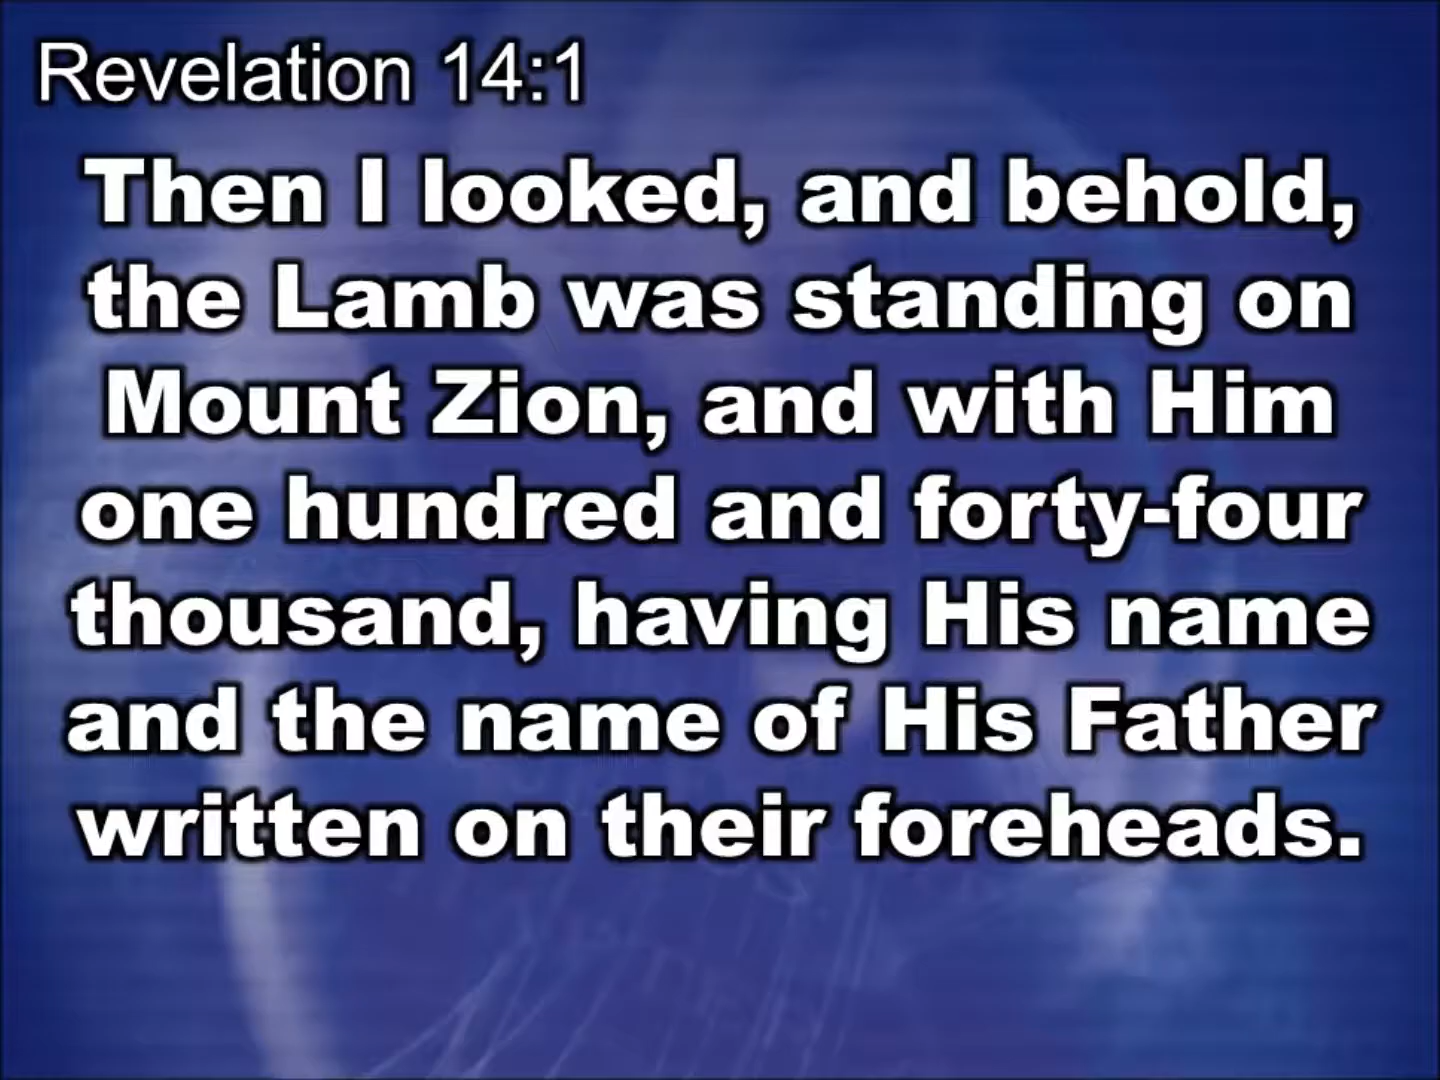 Revelation 14:1
Then I looked, and behold,
the Lamb was standing on
Mount Zion, and with Him
one hundred and forty-four
thousand, having His name
and the name of His Father
written on their foreheads.